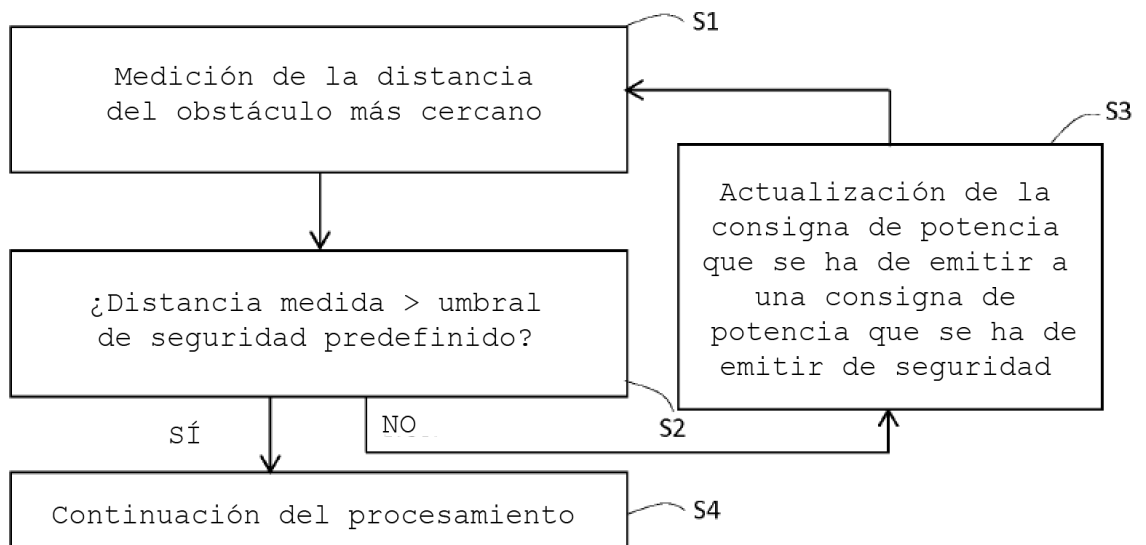 S1
Medición de la distancia
del obstáculo más cercano
S3
Actualización de la
consigna de potencia
que se ha de emitir a
una consigna de
potencia que se ha de
emitir de seguridad
¿Distancia medida > umbral
de seguridad predefinido?
S2
SÍ
NO
Continuación del procesamiento
S4